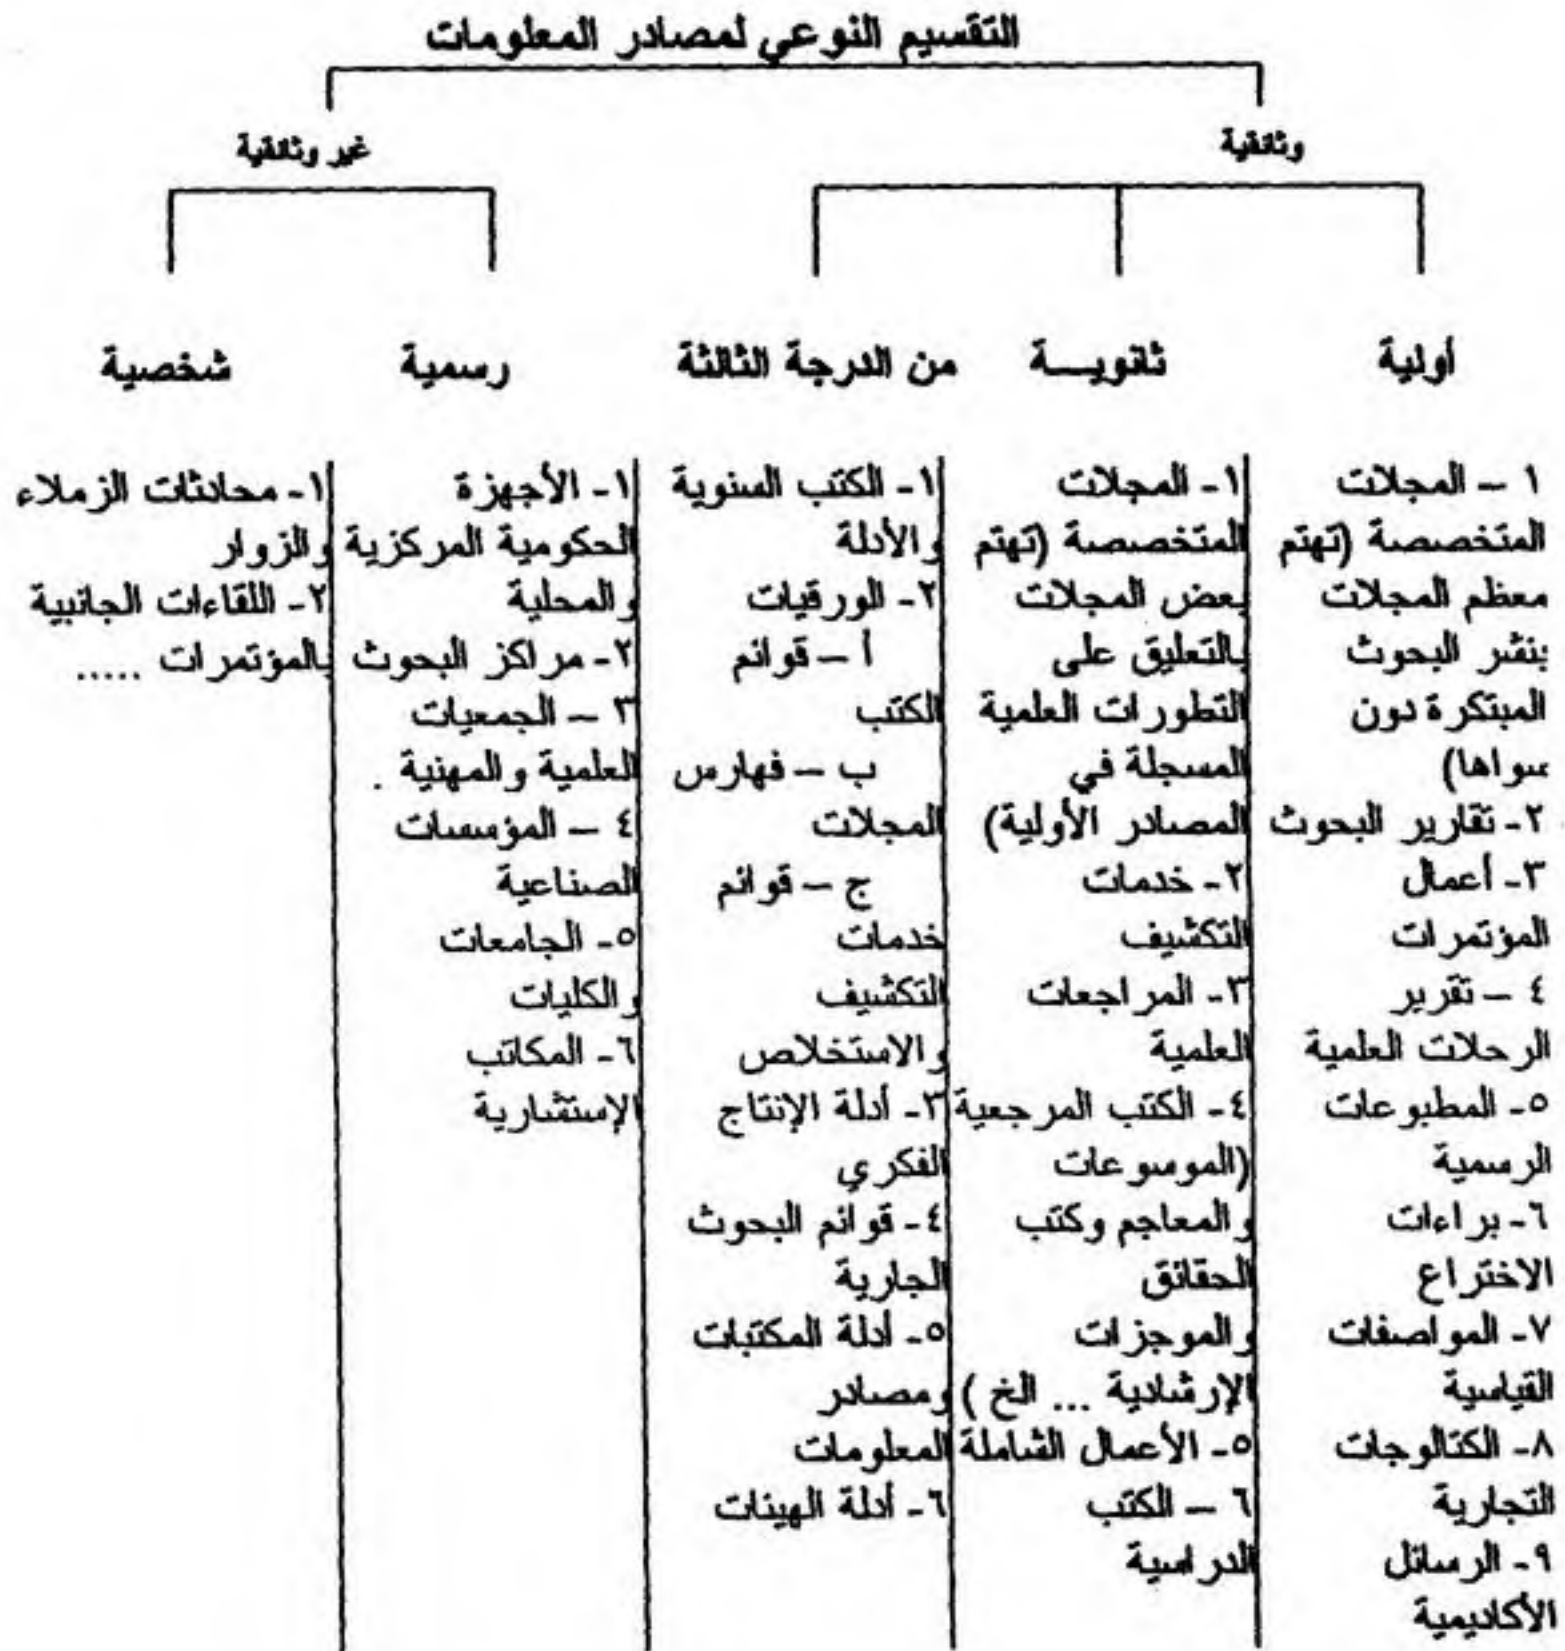 التقسيم النوعي لمصادر المعلومات
وثائقية
غير وثائقية
أولية
ثانويــة
من الدرجة الثالثة
رسمية
شخصية
١ – المجلات
المتخصصة (تهتم
معظم المجلات
بنشر البحوث
المبتكرة دون
سواها)
٢- تقارير البحوث
٣- أعمال
المؤتمرات
٤ – تقرير
الرحلات العلمية
٥- المطبوعات
الرسمية
٦- براءات
الاختراع
٧- المواصفات
القياسية
٨- الكتالوجات
التجارية
٩- الرسائل
الأكاديمية
١- المجلات
المتخصصة (تهتم
بعض المجلات
بالتعليق على
التطورات العلمية
المسجلة في
المصادر الأولية)
٢- خدمات
التكشيف
٣- المراجعات
العلمية
٤- الكتب المرجعية
(الموسوعات
والمعاجم وكتب
الحقائق
والموجزات
الإرشادية ... الخ )
٥- الأعمال الشاملة
٦ – الكتب
الدراسية
١- الكتب السنوية
والأدلة
٢- الورقيات
أ – قوائم
الكتب
ب – فهارس
المجلات
ج – قوائم
خدمات
التكشيف
والاستخلاص
٣- أدلة الإنتاج
الفكري
٤- قوائم البحوث
الجارية
٥- أدلة المكتبات
ومصادر
المعلومات
٦- أدلة الهيئات
١- الأجهزة
الحكومية المركزية
والمحلية
٢- مراكز البحوث
٣ – الجمعيات
العلمية والمهنية .
٤ – المؤسسات
الصناعية
٥- الجامعات
والكليات
٦- المكاتب
الإستشارية
١- محادثات الزملاء
والزوار
٢- اللقاءات الجانبية
بالمؤتمرات .....